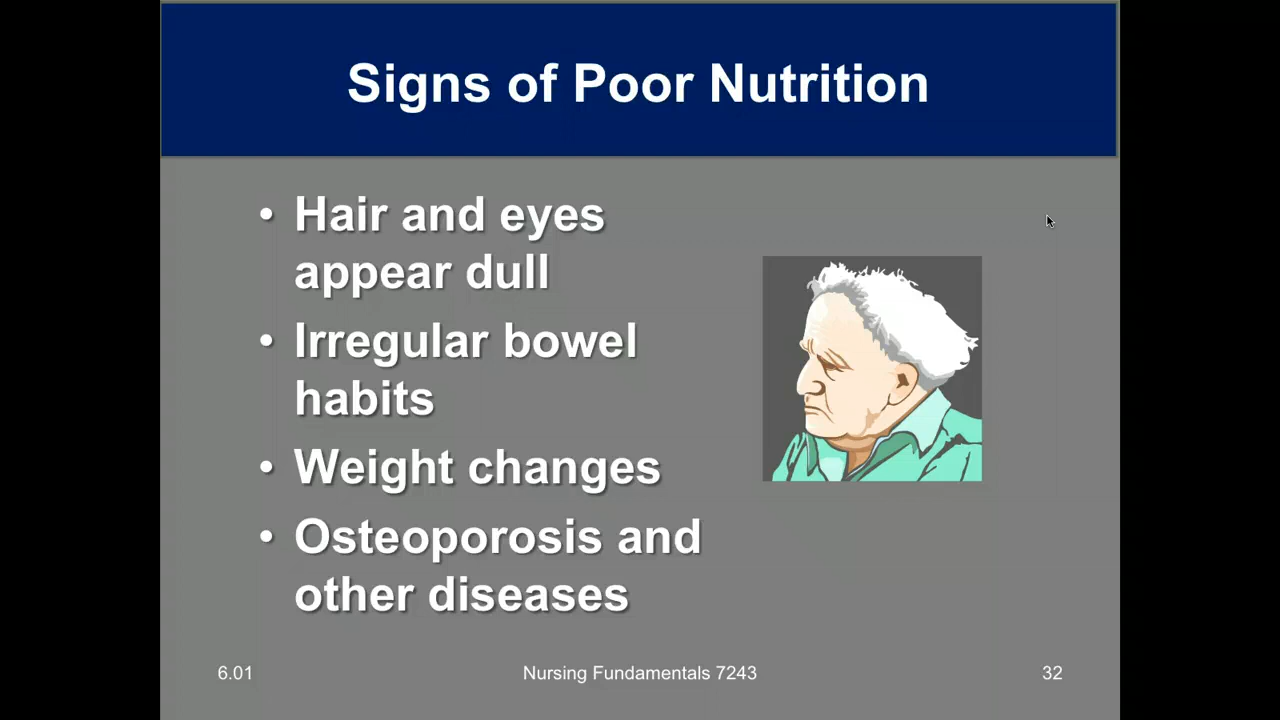 Signs of Poor Nutrition
• Hair and eyes
appear dull
• Irregular bowel
habits
• Weight changes
• Osteoporosis and
other diseases
6.01
Nursing Fundamentals 7243
32